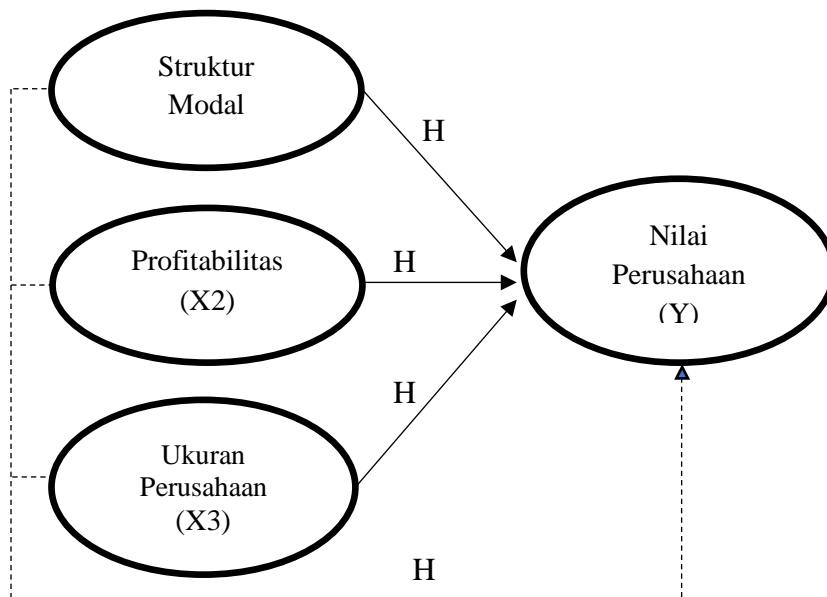 Struktur
Modal
H
Profitabilitas
(X2)
H
Nilai
Perusahaan
(Y)
H
Ukuran
Perusahaan
(X3)
H